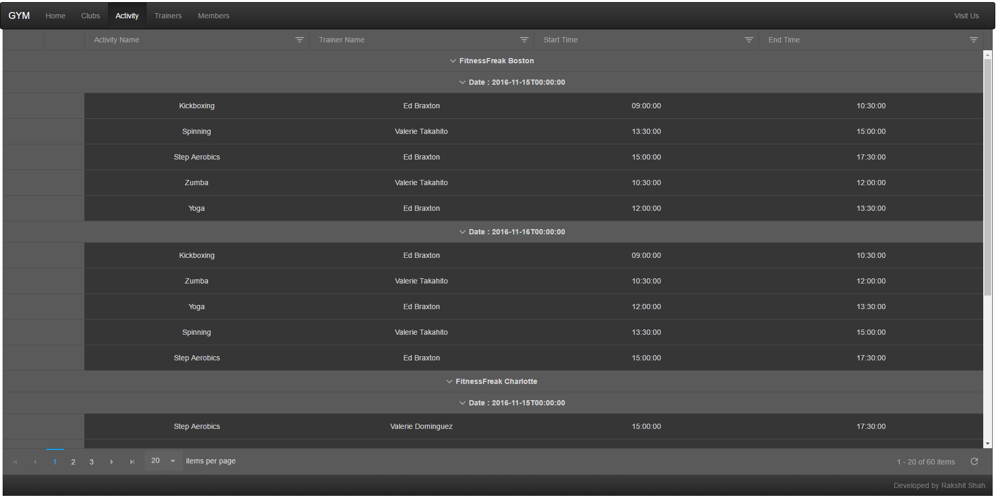 GYM Home Clubs Activity Trainers Members Visit Us
Activity Name Trainer Name Start Time End Time
FitnessFreak Boston
Date : 2016-11-15T00:00:00
Kickboxing Ed Braxton 09:00:00 10:30:00
Spinning Valerie Takahito 13:30:00 15:00:00
Step Aerobics Ed Braxton 15:00:00 17:30:00
Zumba Valerie Takahito 10:30:00 12:00:00
Yoga Ed Braxton 12:00:00 13:30:00
Date : 2016-11-16T00:00:00
Kickboxing Ed Braxton 09:00:00 10:30:00
Zumba Valerie Takahito 10:30:00 12:00:00
Yoga Ed Braxton 12:00:00 13:30:00
Spinning Valerie Takahito 13:30:00 15:00:00
Step Aerobics Ed Braxton 15:00:00 17:30:00
FitnessFreak Charlotte
Date : 2016-11-15T00:00:00
Step Aerobics Valerie Dominguez 15:00:00 17:30:00
1 2 3 20 items per page 1 - 20 of 60 items
Developed by Rakshit Shah.